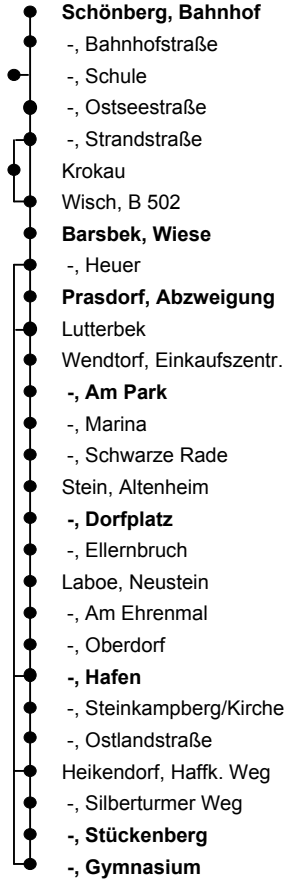 Schönberg, Bahnhof
-, Bahnhofstraße
-, Schule
-, Ostseestraße
-, Strandstraße
Krokau
Wisch, B 502
Barsbek, Wiese
-, Heuer
Prasdorf, Abzweigung
Lutterbek
Wendtorf, Einkaufszentr.
-, Am Park
-, Marina
-, Schwarze Rade
Stein, Altenheim
-, Dorfplatz
-, Ellernbruch
Laboe, Neustein
-, Am Ehrenmal
-, Oberdorf
-, Hafen
-, Steinkampberg/Kirche
-, Ostlandstraße
Heikendorf, Haffk. Weg
-, Silberturmer Weg
-, Stückenberg
-, Gymnasium